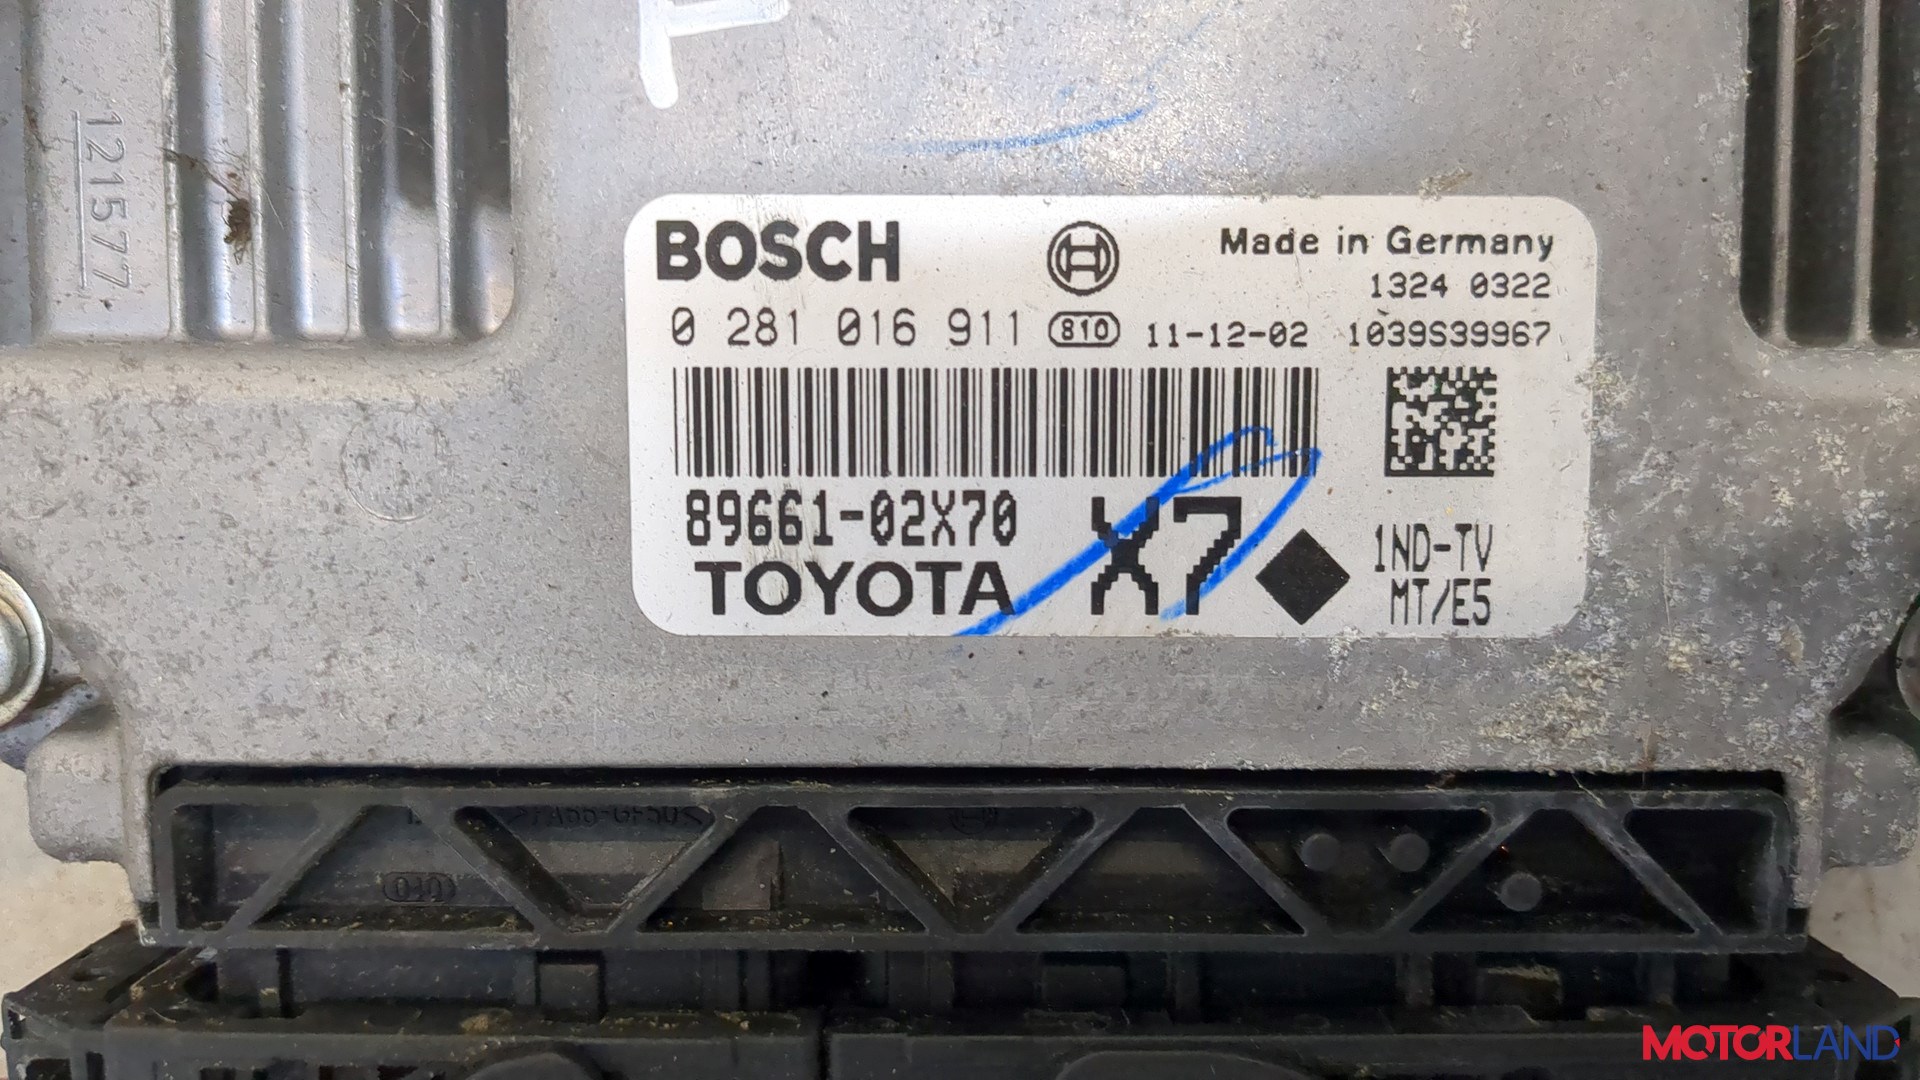 121577
BOSCH
Made in Germany
1324 0322
0 281 016 911 810 11-12-02 1039S39967
89661-02X70
TOYOTA
X7
1ND-TV
MT/E5
MOTORLAND